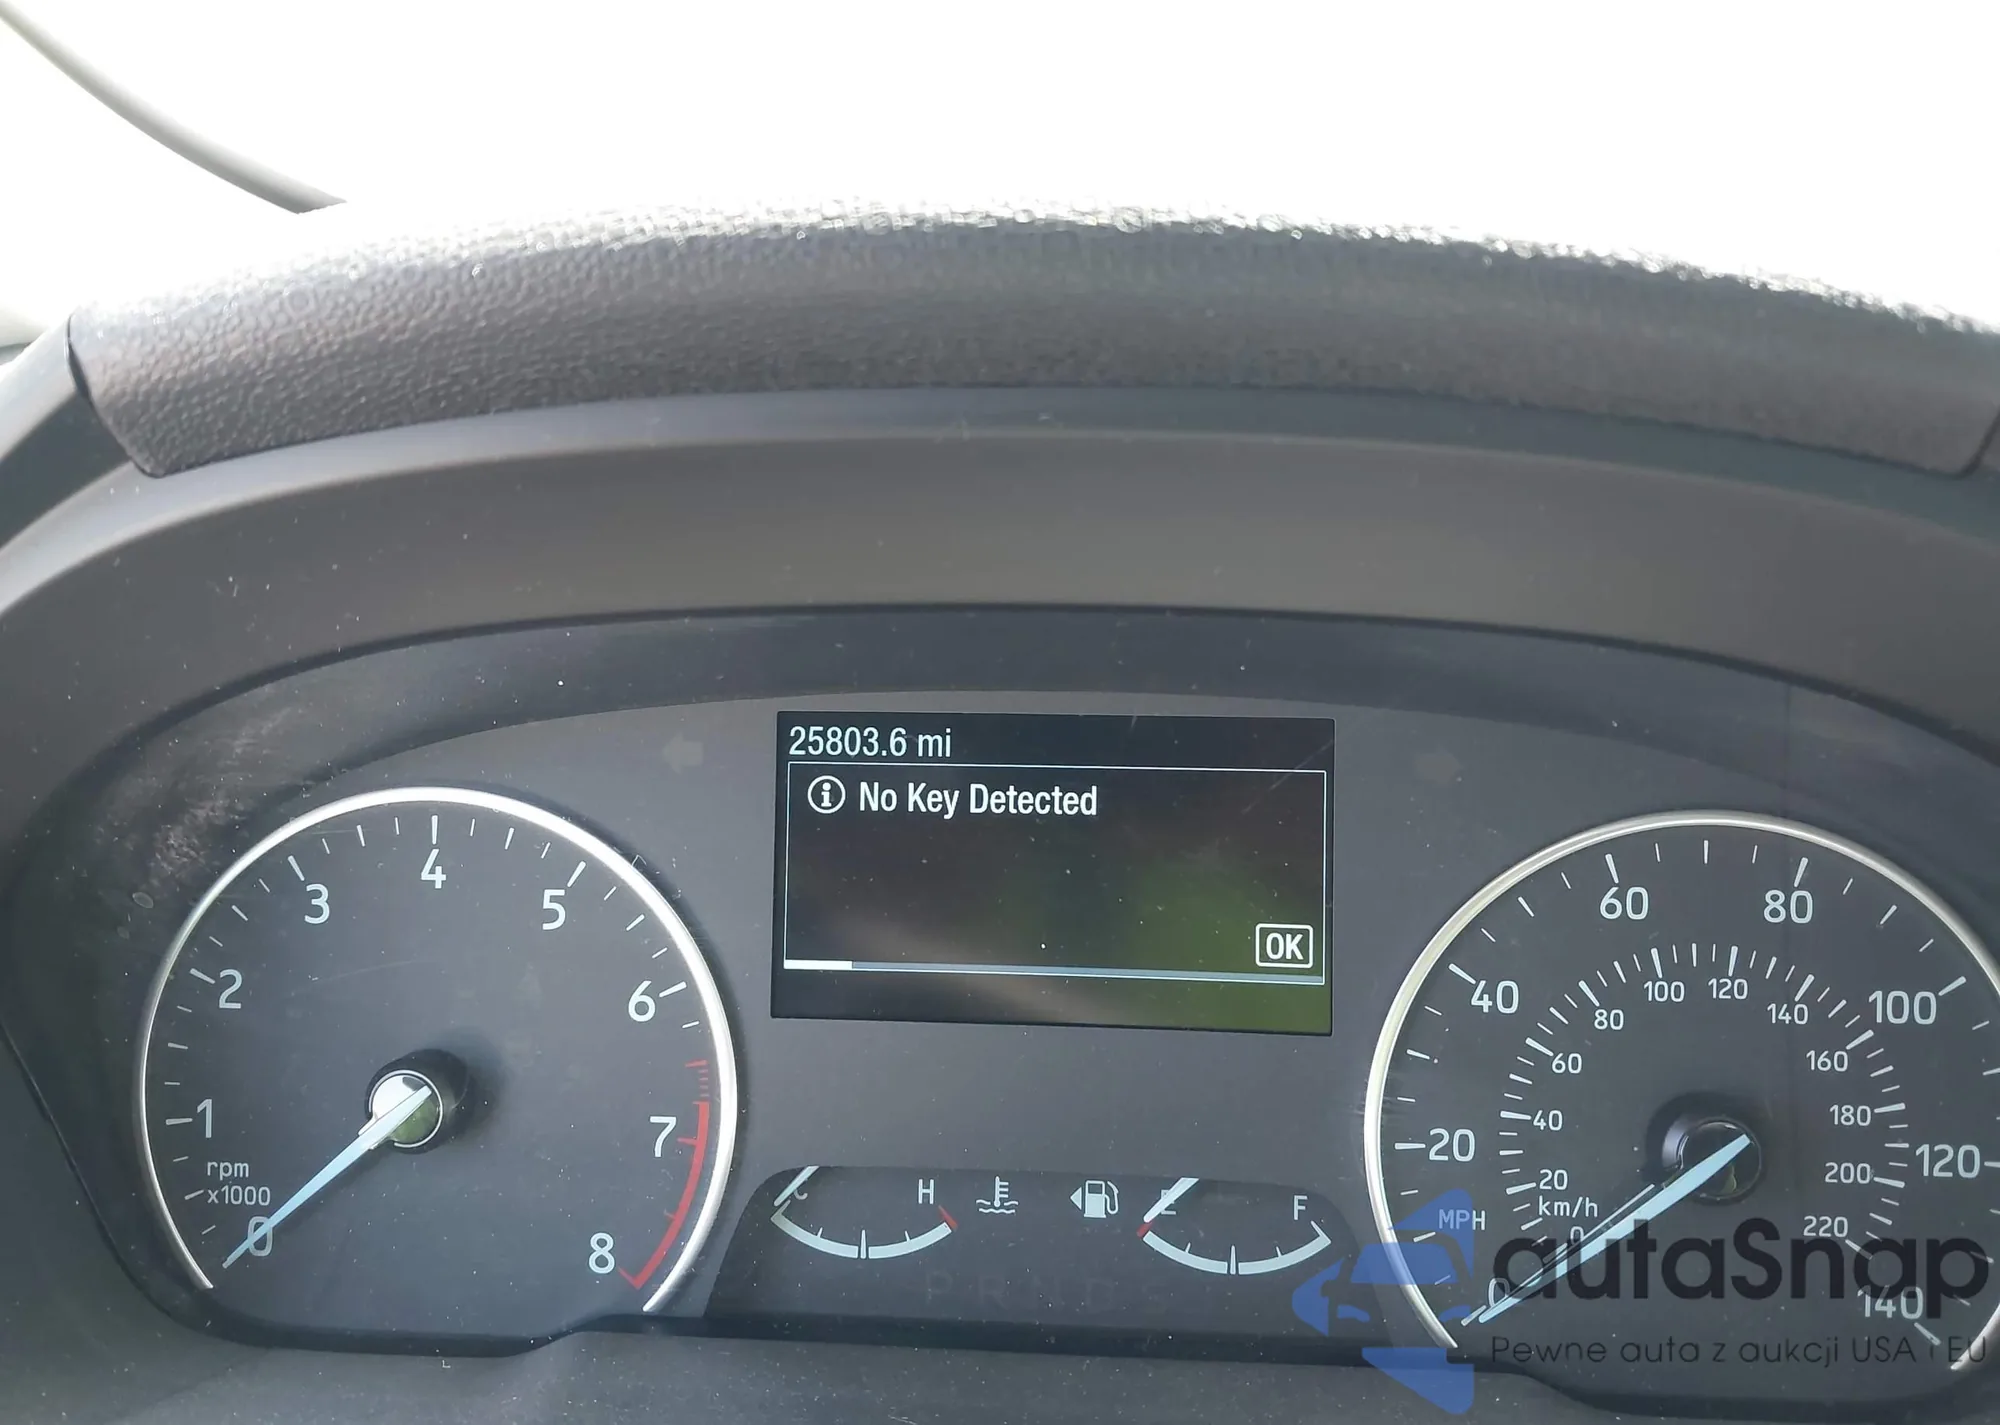 25803.6 mi
No Key Detected
OK
0 1 2 3 4 5 6 7 8
rpm
x1000
C H
E F
P R N D S
0 20 40 60 80 100 120 140
MPH
0 20 40 60 80 100 120 140 160 180 200 220
km/h
autaSnap
Pewne auta z aukcji USA i EU